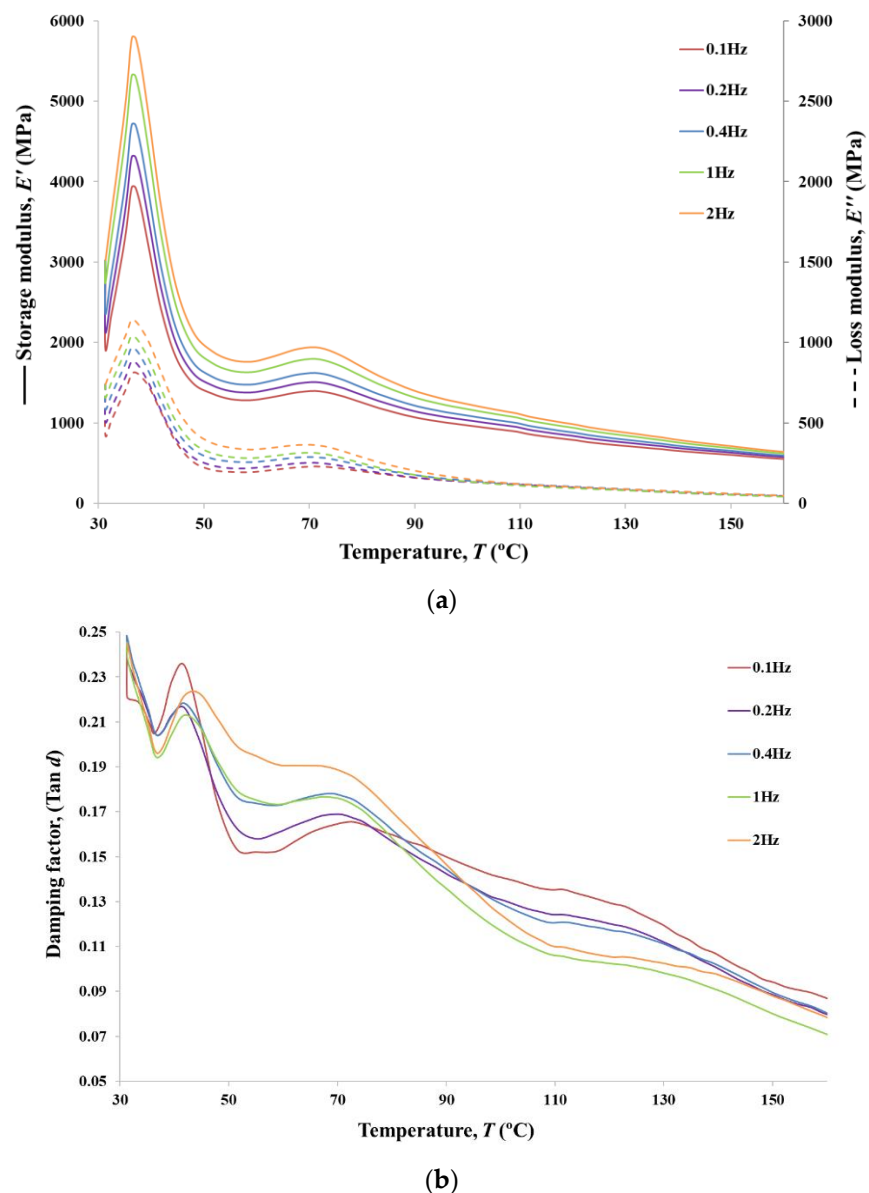 6000
5000
4000
3000
2000
1000
0
Storage modulus, E' (MPa)
3000
2500
2000
1500
1000
500
0
Loss modulus, E'' (MPa)
0.1Hz
0.2Hz
0.4Hz
1Hz
2Hz
30 50 70 90 110 130 150
Temperature, T (ºC)
(a)
0.25
0.23
0.21
0.19
0.17
0.15
0.13
0.11
0.09
0.07
0.05
Damping factor, (Tan d)
0.1Hz
0.2Hz
0.4Hz
1Hz
2Hz
30 50 70 90 110 130 150
Temperature, T (ºC)
(b)